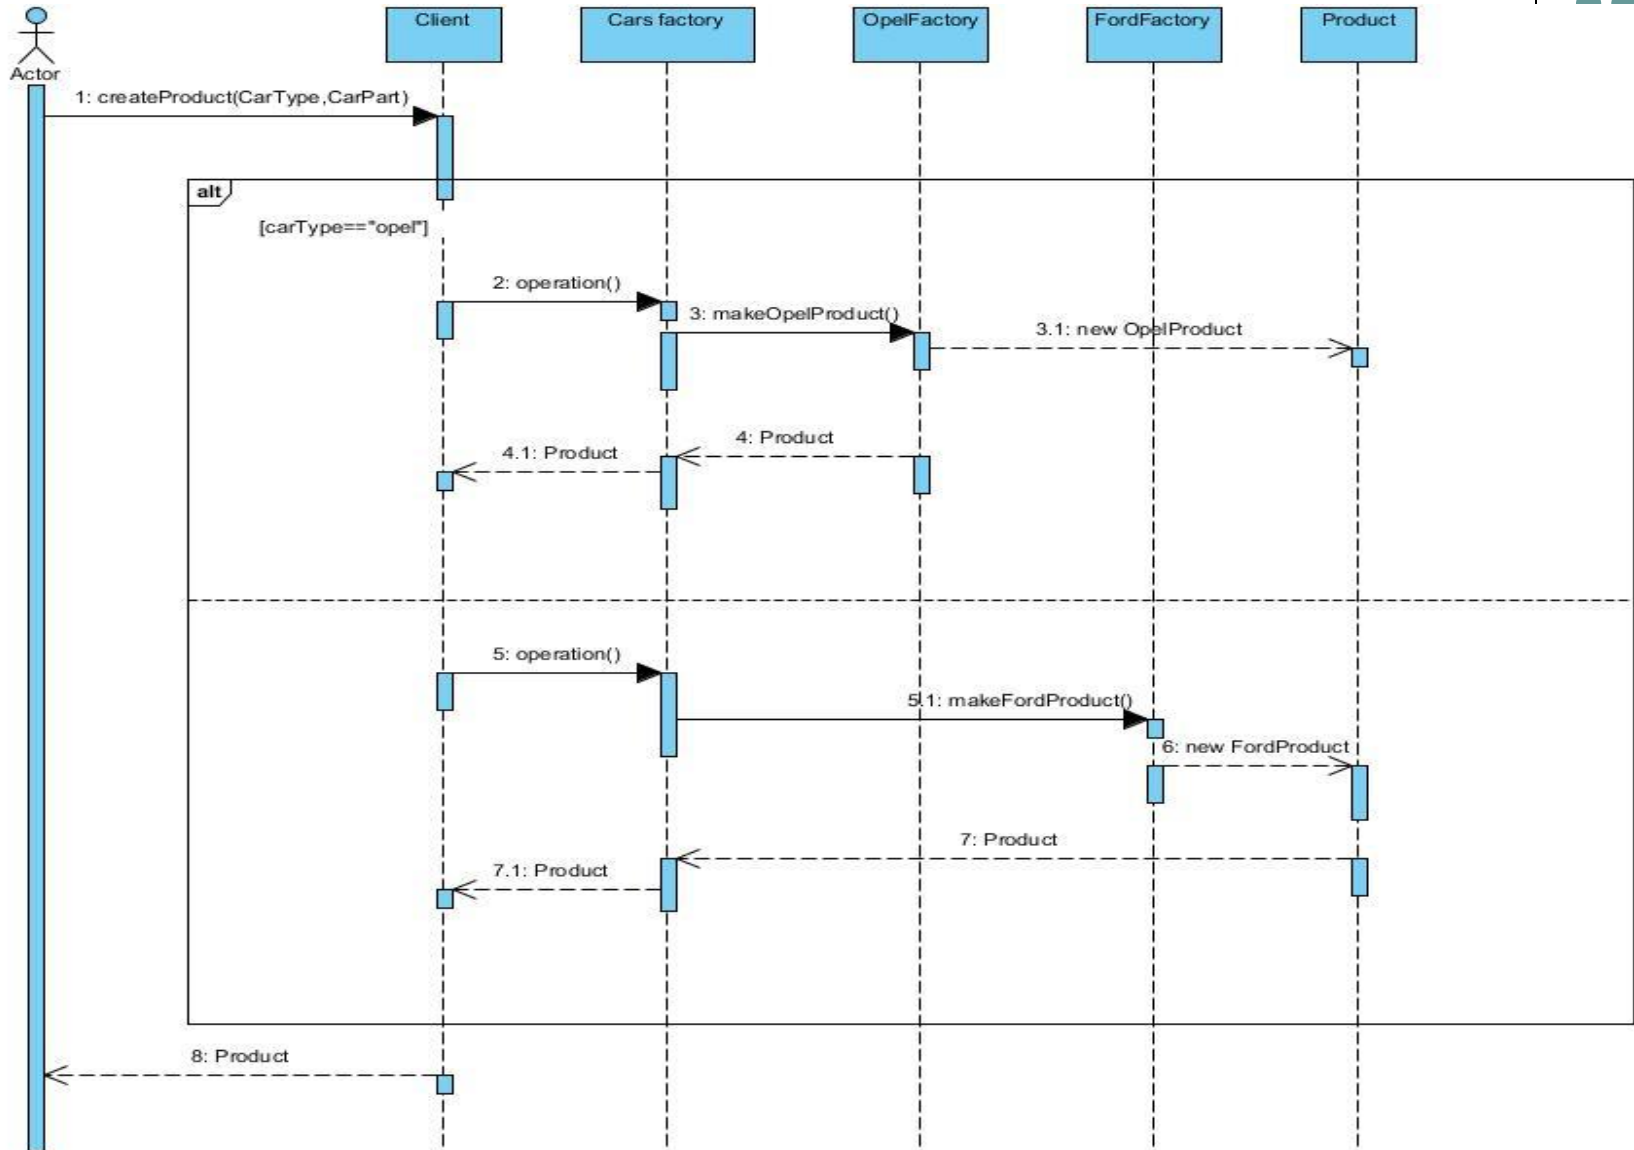 Client
Cars factory
OpelFactory
FordFactory
Product
Actor
1: createProduct(CarType,CarPart)
alt
[carType=="opel"]
2: operation()
3: makeOpelProduct()
3.1: new OpelProduct
4: Product
4.1: Product
5: operation()
5.1: makeFordProduct()
6: new FordProduct
7: Product
7.1: Product
8: Product